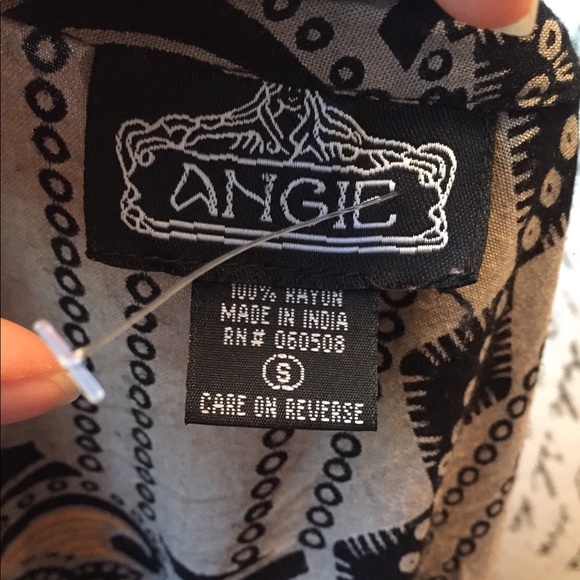 ANGIE
100% RAYON
MADE IN INDIA
RN# 060508
S
CARE ON REVERSE